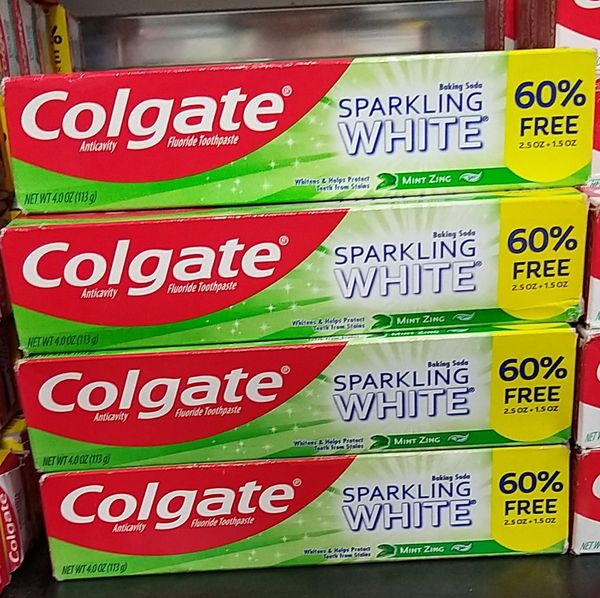 Colgate®
Anticavity Fluoride Toothpaste
Baking Soda
SPARKLING
WHITE®
Whitens & Helps Protect
Teeth from Stains
MINT ZING
60%
FREE
2.5 OZ + 1.5 OZ
NET WT 4.0 OZ (113 g)
Colgate®
Anticavity Fluoride Toothpaste
Baking Soda
SPARKLING
WHITE®
Whitens & Helps Protect
Teeth from Stains
MINT ZING
60%
FREE
2.5 OZ + 1.5 OZ
NET WT 4.0 OZ (113 g)
Colgate®
Anticavity Fluoride Toothpaste
Baking Soda
SPARKLING
WHITE®
Whitens & Helps Protect
Teeth from Stains
MINT ZING
60%
FREE
2.5 OZ + 1.5 OZ
NET WT 4.0 OZ (113 g)
Colgate®
Anticavity Fluoride Toothpaste
Baking Soda
SPARKLING
WHITE®
Whitens & Helps Protect
Teeth from Stains
MINT ZING
60%
FREE
2.5 OZ + 1.5 OZ
NET WT 4.0 OZ (113 g)
Colgate